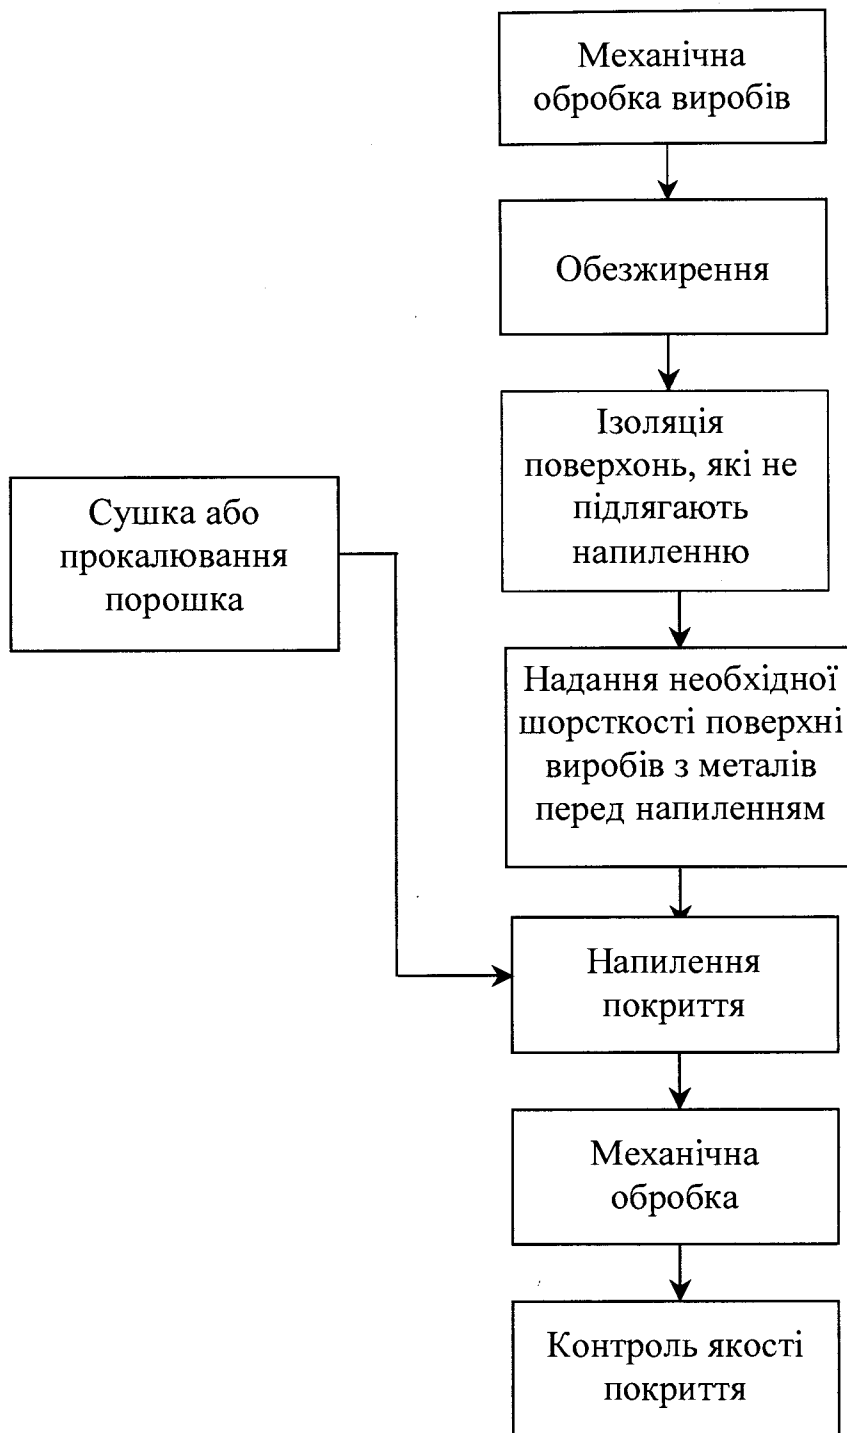 Механічна
обробка виробів
Обезжирення
Ізоляція
поверхонь, які не
підлягають
напиленню
Сушка або
прокалювання
порошка
Надання необхідної
шорсткості поверхні
виробів з металів
перед напиленням
Напилення
покриття
Механічна
обробка
Контроль якості
покриття